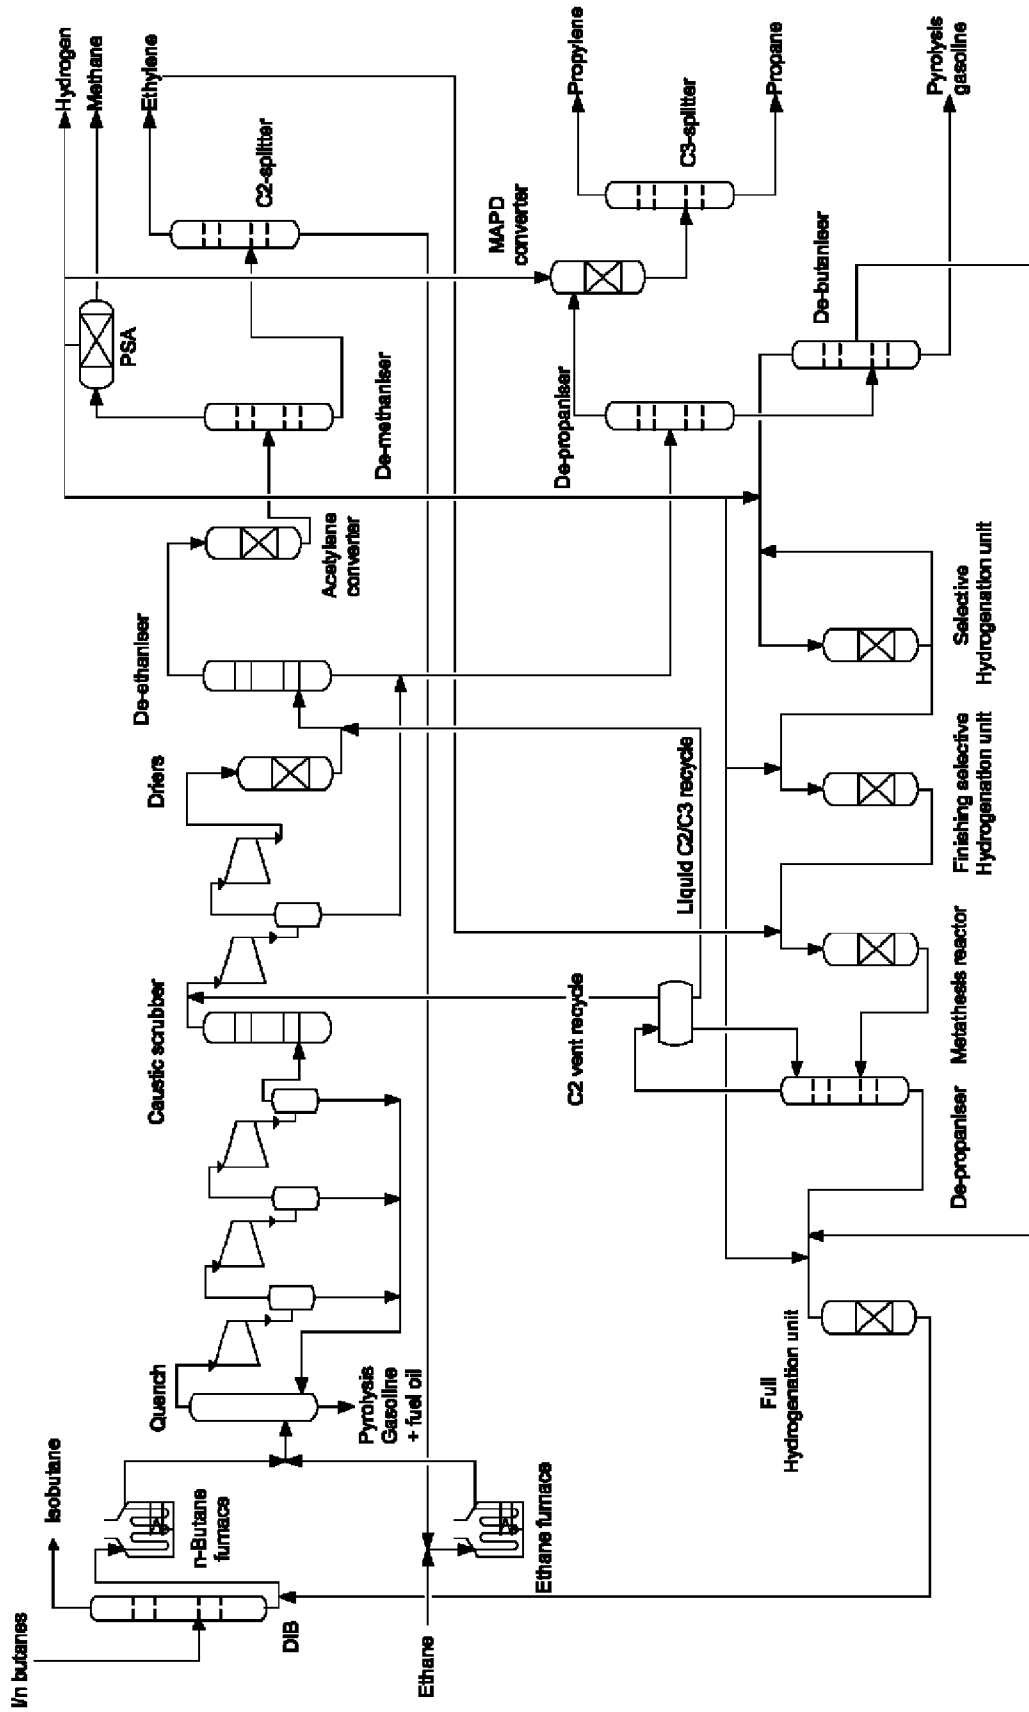 I/n butanes
Isobutane
DIB
n-Butane
furnace
Ethane
Ethane furnace
Quench
Pyrolysis
Gasoline
+ fuel oil
Caustic scrubber
Driers
De-ethaniser
Acetylene
converter
De-methaniser
PSA
C2-splitter
Hydrogen
Methane
Ethylene
C2 vent recycle
Liquid C2/C3 recycle
De-propaniser
MAPD
converter
C3-splitter
Propylene
Propane
De-butaniser
Pyrolysis
gasoline
Full
Hydrogenation unit
De-propaniser
Metathesis reactor
Finishing selective
Hydrogenation unit
Selective
Hydrogenation unit